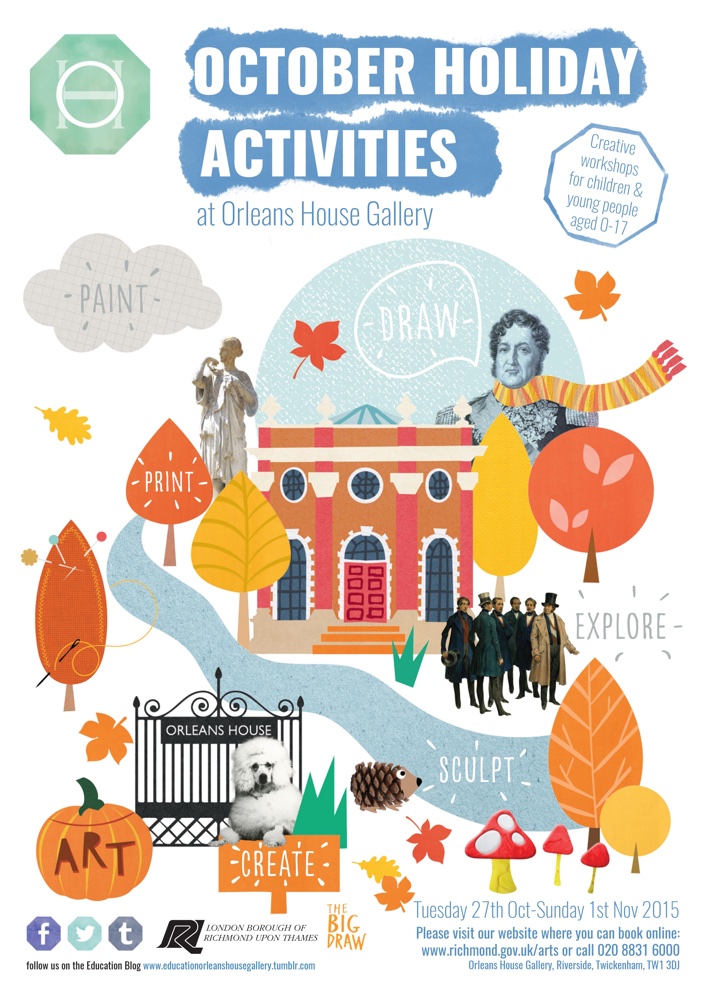 OH
OCTOBER HOLIDAY
ACTIVITIES
at Orleans House Gallery
Creative
workshops
for children &
young people
aged 0-17
PAINT
DRAW
PRINT
EXPLORE
ORLEANS HOUSE
SCULPT
ART
CREATE
Tuesday 27th Oct-Sunday 1st Nov 2015
Please visit our website where you can book online:
www.richmond.gov.uk/arts or call 020 8831 6000
Orleans House Gallery, Riverside, Twickenham, TW1 3DJ
THE
BIG
DRAW
LONDON BOROUGH OF
RICHMOND UPON THAMES
f
t
follow us on the Education Blog www.educationorleanshousegallery.tumblr.com